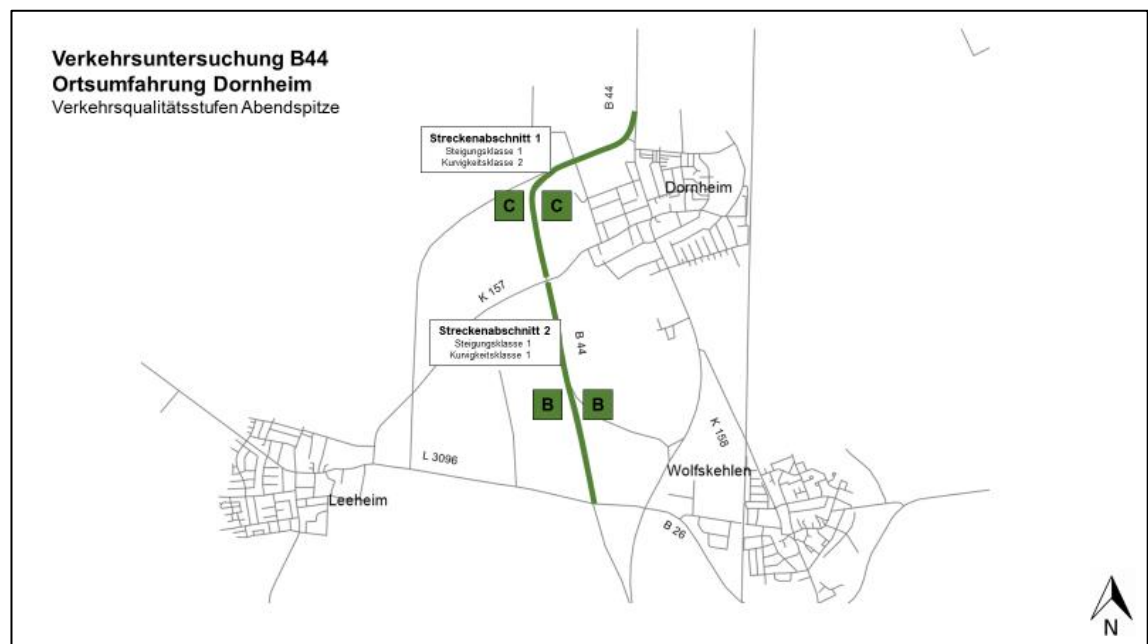 Verkehrsuntersuchung B44
Ortsumfahrung Dornheim
Verkehrsqualitätsstufen Abendspitze
B 44
Streckenabschnitt 1
Steigungsklasse 1
Kurvigkeitsklasse 2
Dornheim
C
C
K 157
Streckenabschnitt 2
Steigungsklasse 1
Kurvigkeitsklasse 1
B 44
B
B
K 158
L 3096
Wolfskehlen
Leeheim
B 26
N